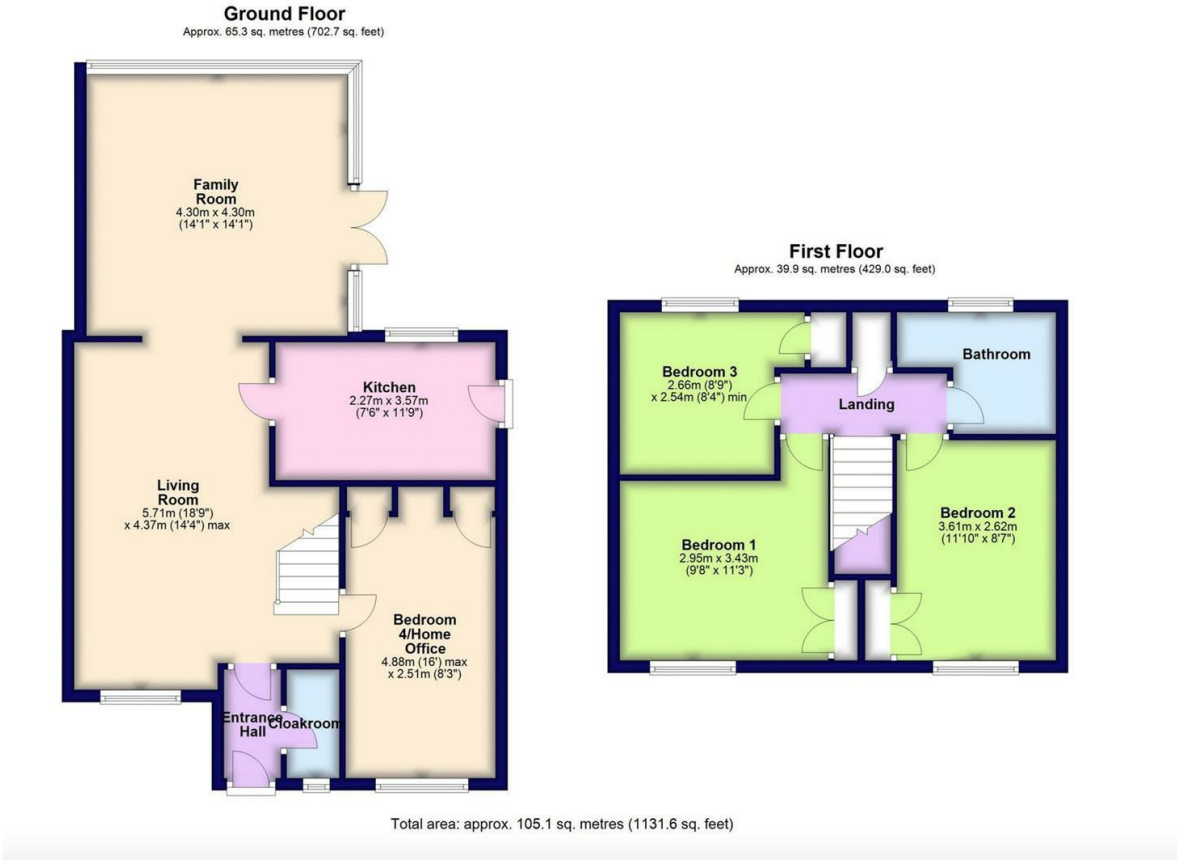 Ground Floor
Approx. 65.3 sq. metres (702.7 sq. feet)
Family
Room
4.30m x 4.30m
(14'1" x 14'1")
Kitchen
2.27m x 3.57m
(7'6" x 11'9")
Living
Room
5.71m (18'9")
x 4.37m (14'4") max
Bedroom
4/Home
Office
4.88m (16') max
x 2.51m (8'3")
Entrance
Hall
Cloakroom
First Floor
Approx. 39.9 sq. metres (429.0 sq. feet)
Bedroom 3
2.66m (8'9")
x 2.54m (8'4") min
Bathroom
Landing
Bedroom 1
2.95m x 3.43m
(9'8" x 11'3")
Bedroom 2
3.61m x 2.62m
(11'10" x 8'7")
Total area: approx. 105.1 sq. metres (1131.6 sq. feet)